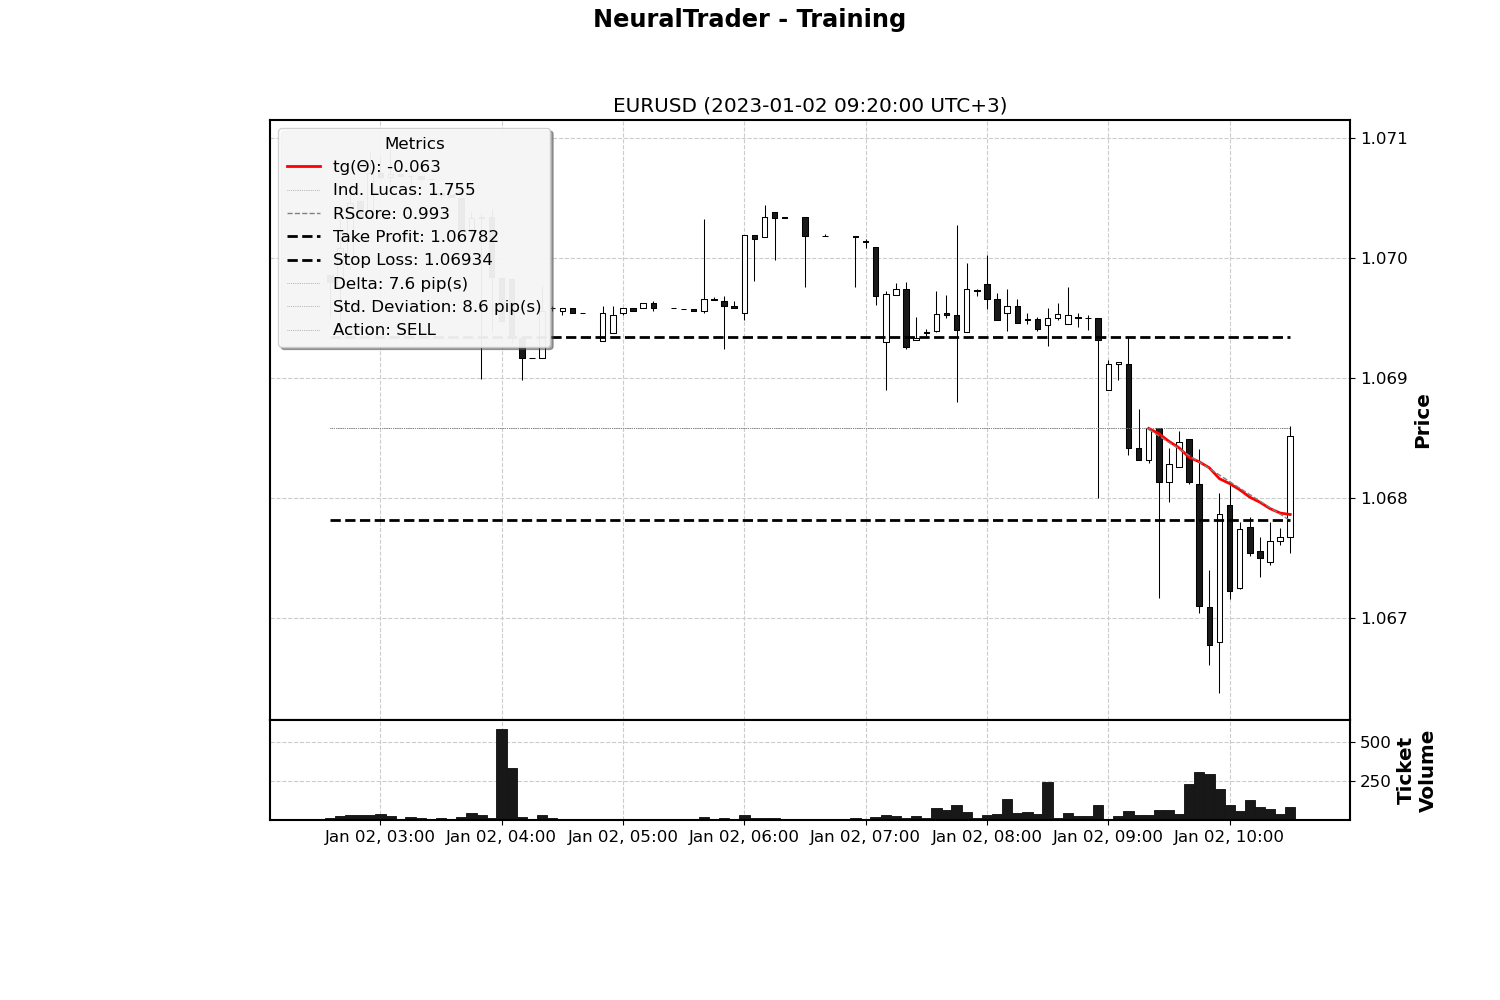 NeuralTrader - Training
EURUSD (2023-01-02 09:20:00 UTC+3)
Metrics
tg(Θ): -0.063
Ind. Lucas: 1.755
RScore: 0.993
Take Profit: 1.06782
Stop Loss: 1.06934
Delta: 7.6 pip(s)
Std. Deviation: 8.6 pip(s)
Action: SELL
1.071
1.070
1.069
1.068
1.067
Price
500
250
Ticket
Volume
Jan 02, 03:00 Jan 02, 04:00 Jan 02, 05:00 Jan 02, 06:00 Jan 02, 07:00 Jan 02, 08:00 Jan 02, 09:00 Jan 02, 10:00